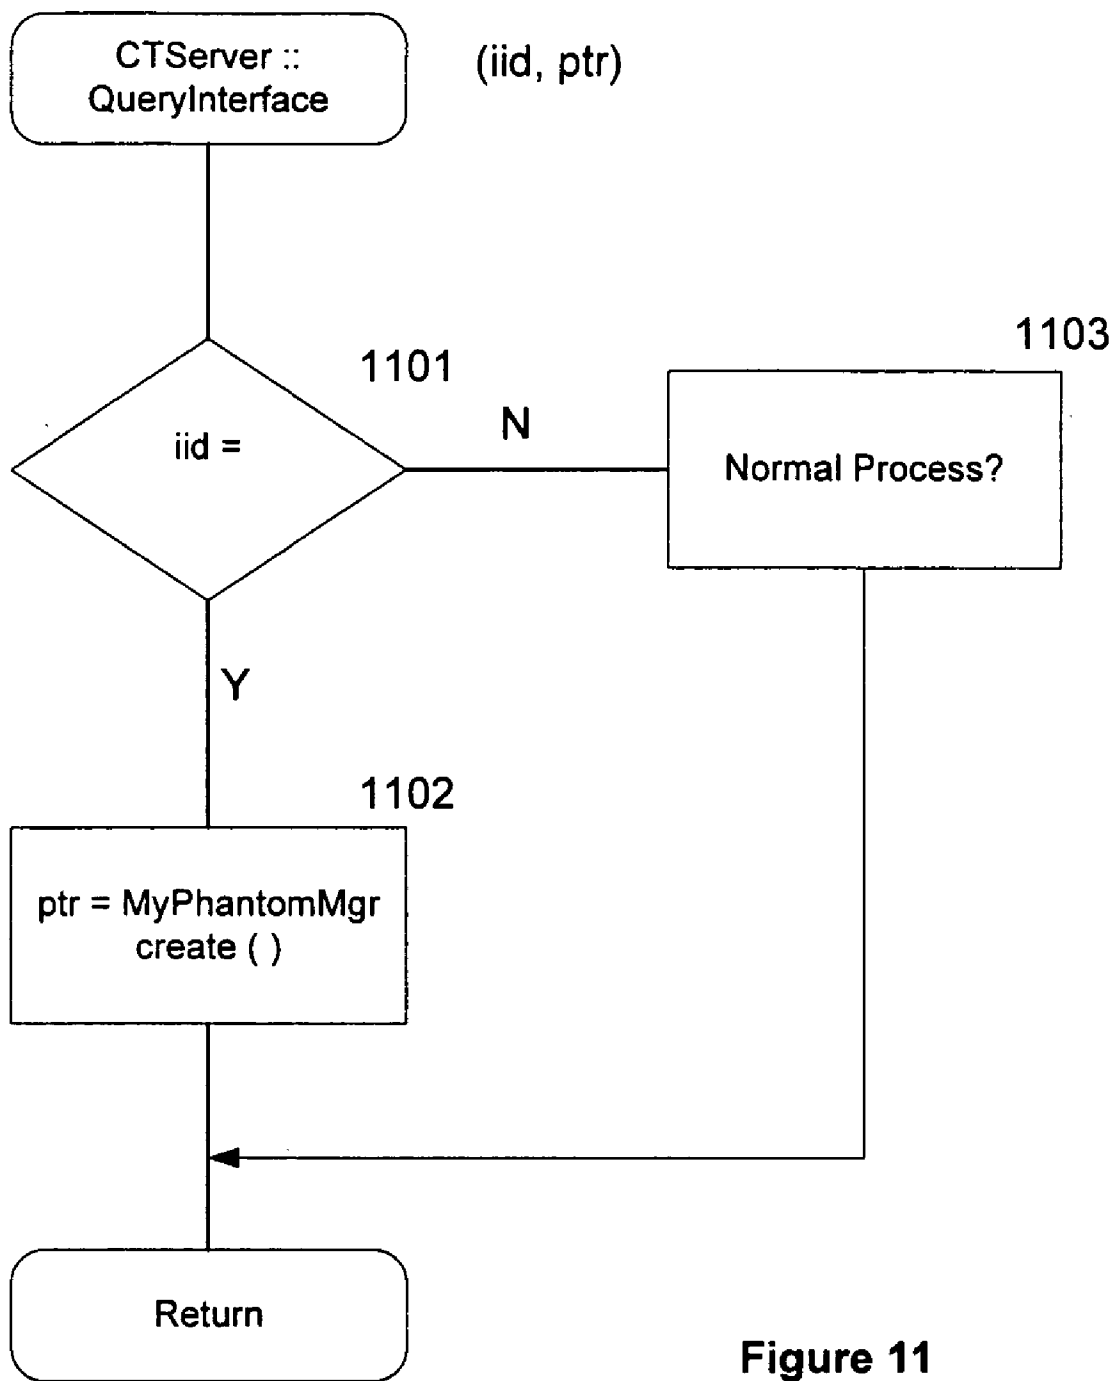 CTServer ::
QueryInterface
(iid, ptr)
1101
iid =
N
1103
Normal Process?
Y
1102
ptr = MyPhantomMgr
create ( )
Return
Figure 11